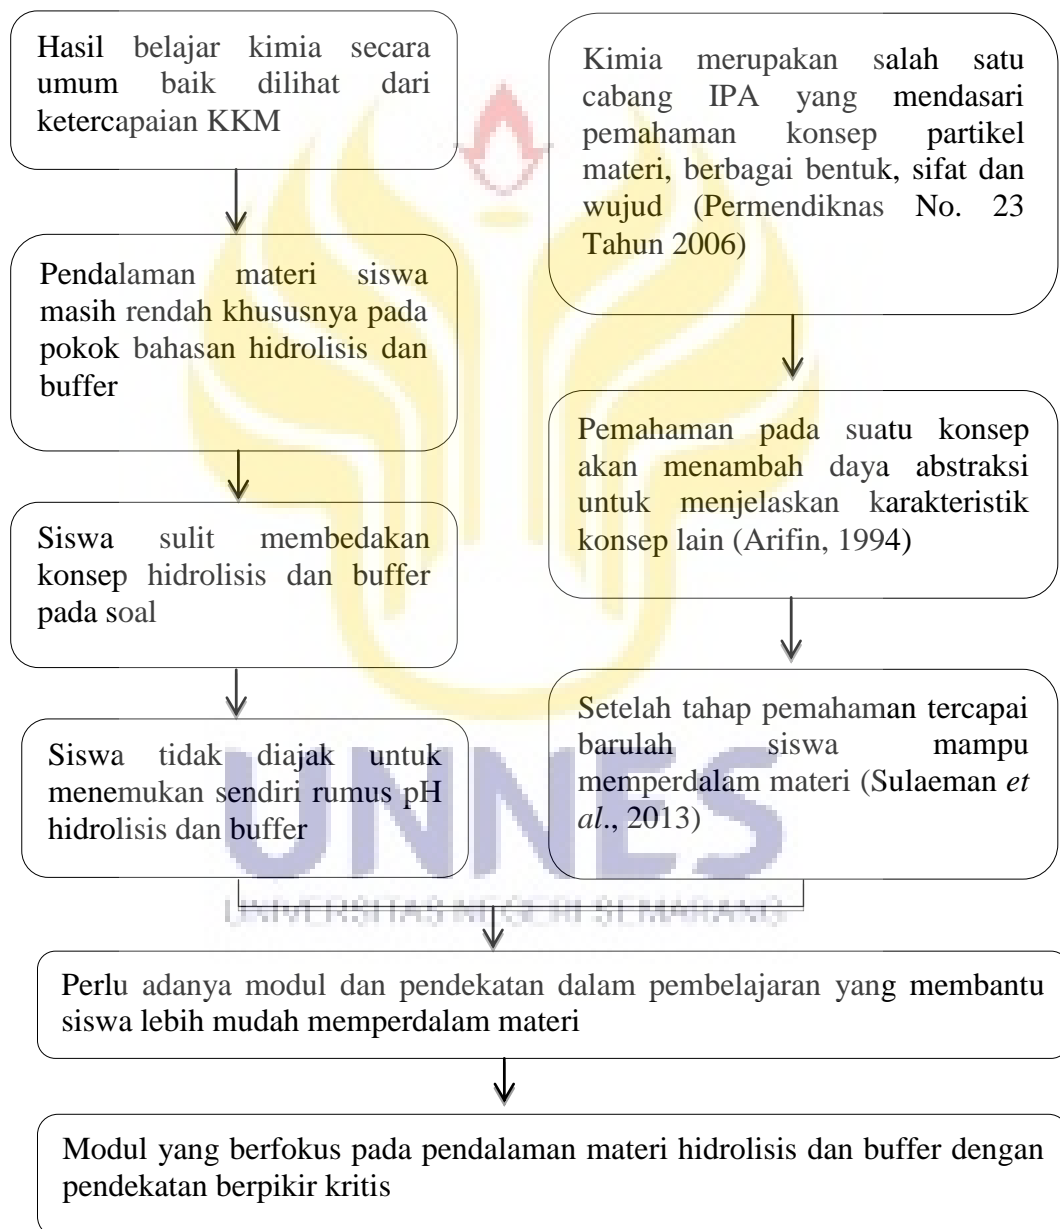 Hasil belajar kimia secara
umum baik dilihat dari
ketercapaian KKM
Pendalaman materi siswa
masih rendah khususnya pada
pokok bahasan hidrolisis dan
buffer
Siswa sulit membedakan
konsep hidrolisis dan buffer
pada soal
Siswa tidak diajak untuk
menemukan sendiri rumus pH
hidrolisis dan buffer
Kimia merupakan salah satu
cabang IPA yang mendasari
pemahaman konsep partikel
materi, berbagai bentuk, sifat dan
wujud (Permendiknas No. 23
Tahun 2006)
Pemahaman pada suatu konsep
akan menambah daya abstraksi
untuk menjelaskan karakteristik
konsep lain (Arifin, 1994)
Setelah tahap pemahaman tercapai
barulah siswa mampu
memperdalam materi (Sulaeman et
al., 2013)
UNNES
UNIVERSITAS NEGERI SEMARANG
Perlu adanya modul dan pendekatan dalam pembelajaran yang membantu
siswa lebih mudah memperdalam materi
Modul yang berfokus pada pendalaman materi hidrolisis dan buffer dengan
pendekatan berpikir kritis